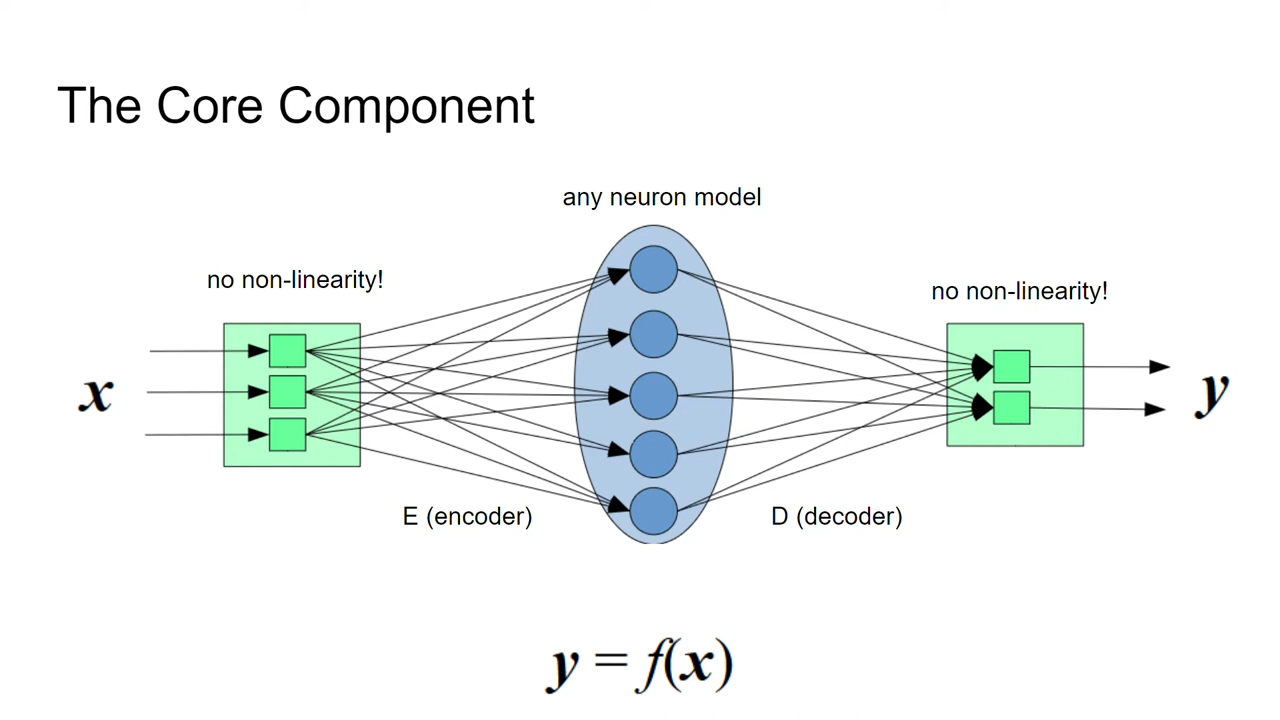 The Core Component
any neuron model
no non-linearity!
no non-linearity!
x
y
E (encoder)
D (decoder)
y = f(x)